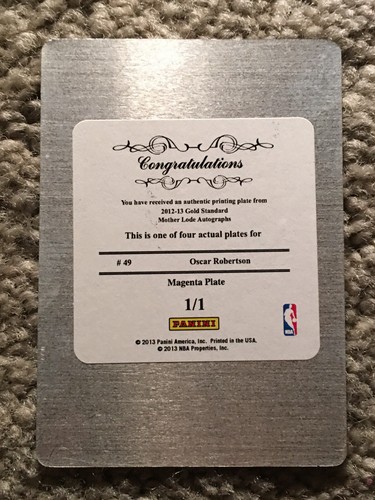 Congratulations
You have received an authentic printing plate from
2012-13 Gold Standard
Mother Lode Autographs
This is one of four actual plates for
# 49 Oscar Robertson
Magenta Plate
1/1
PANINI
NBA
© 2013 Panini America, Inc. Printed in the USA.
© 2013 NBA Properties, Inc.